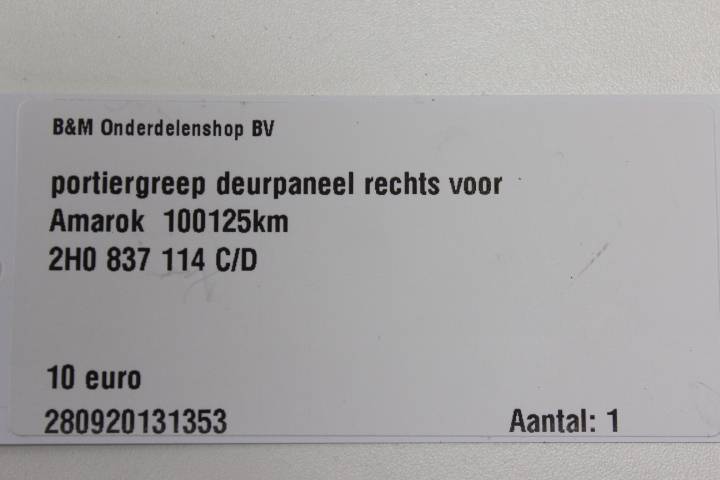 B&M Onderdelenshop BV
portiergreep deurpaneel rechts voor
Amarok 100125km
2H0 837 114 C/D
10 euro
280920131353 Aantal: 1